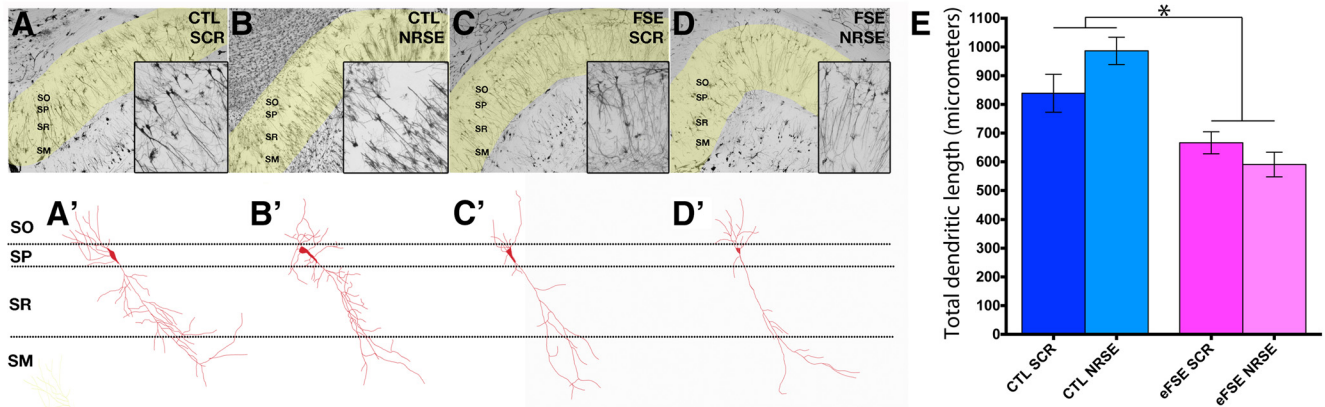 A
CTL
SCR
SO
SP
SR
SM
B
CTL
NRSE
SO
SP
SR
SM
C
FSE
SCR
SO
SP
SR
SM
D
FSE
NRSE
SO
SP
SR
SM
A'
B'
C'
D'
SO
SP
SR
SM
E
Total dendritic length (micrometers)
1100
1000
900
800
700
600
500
400
300
200
100
0
*
CTL SCR
CTL NRSE
eFSE SCR
eFSE NRSE